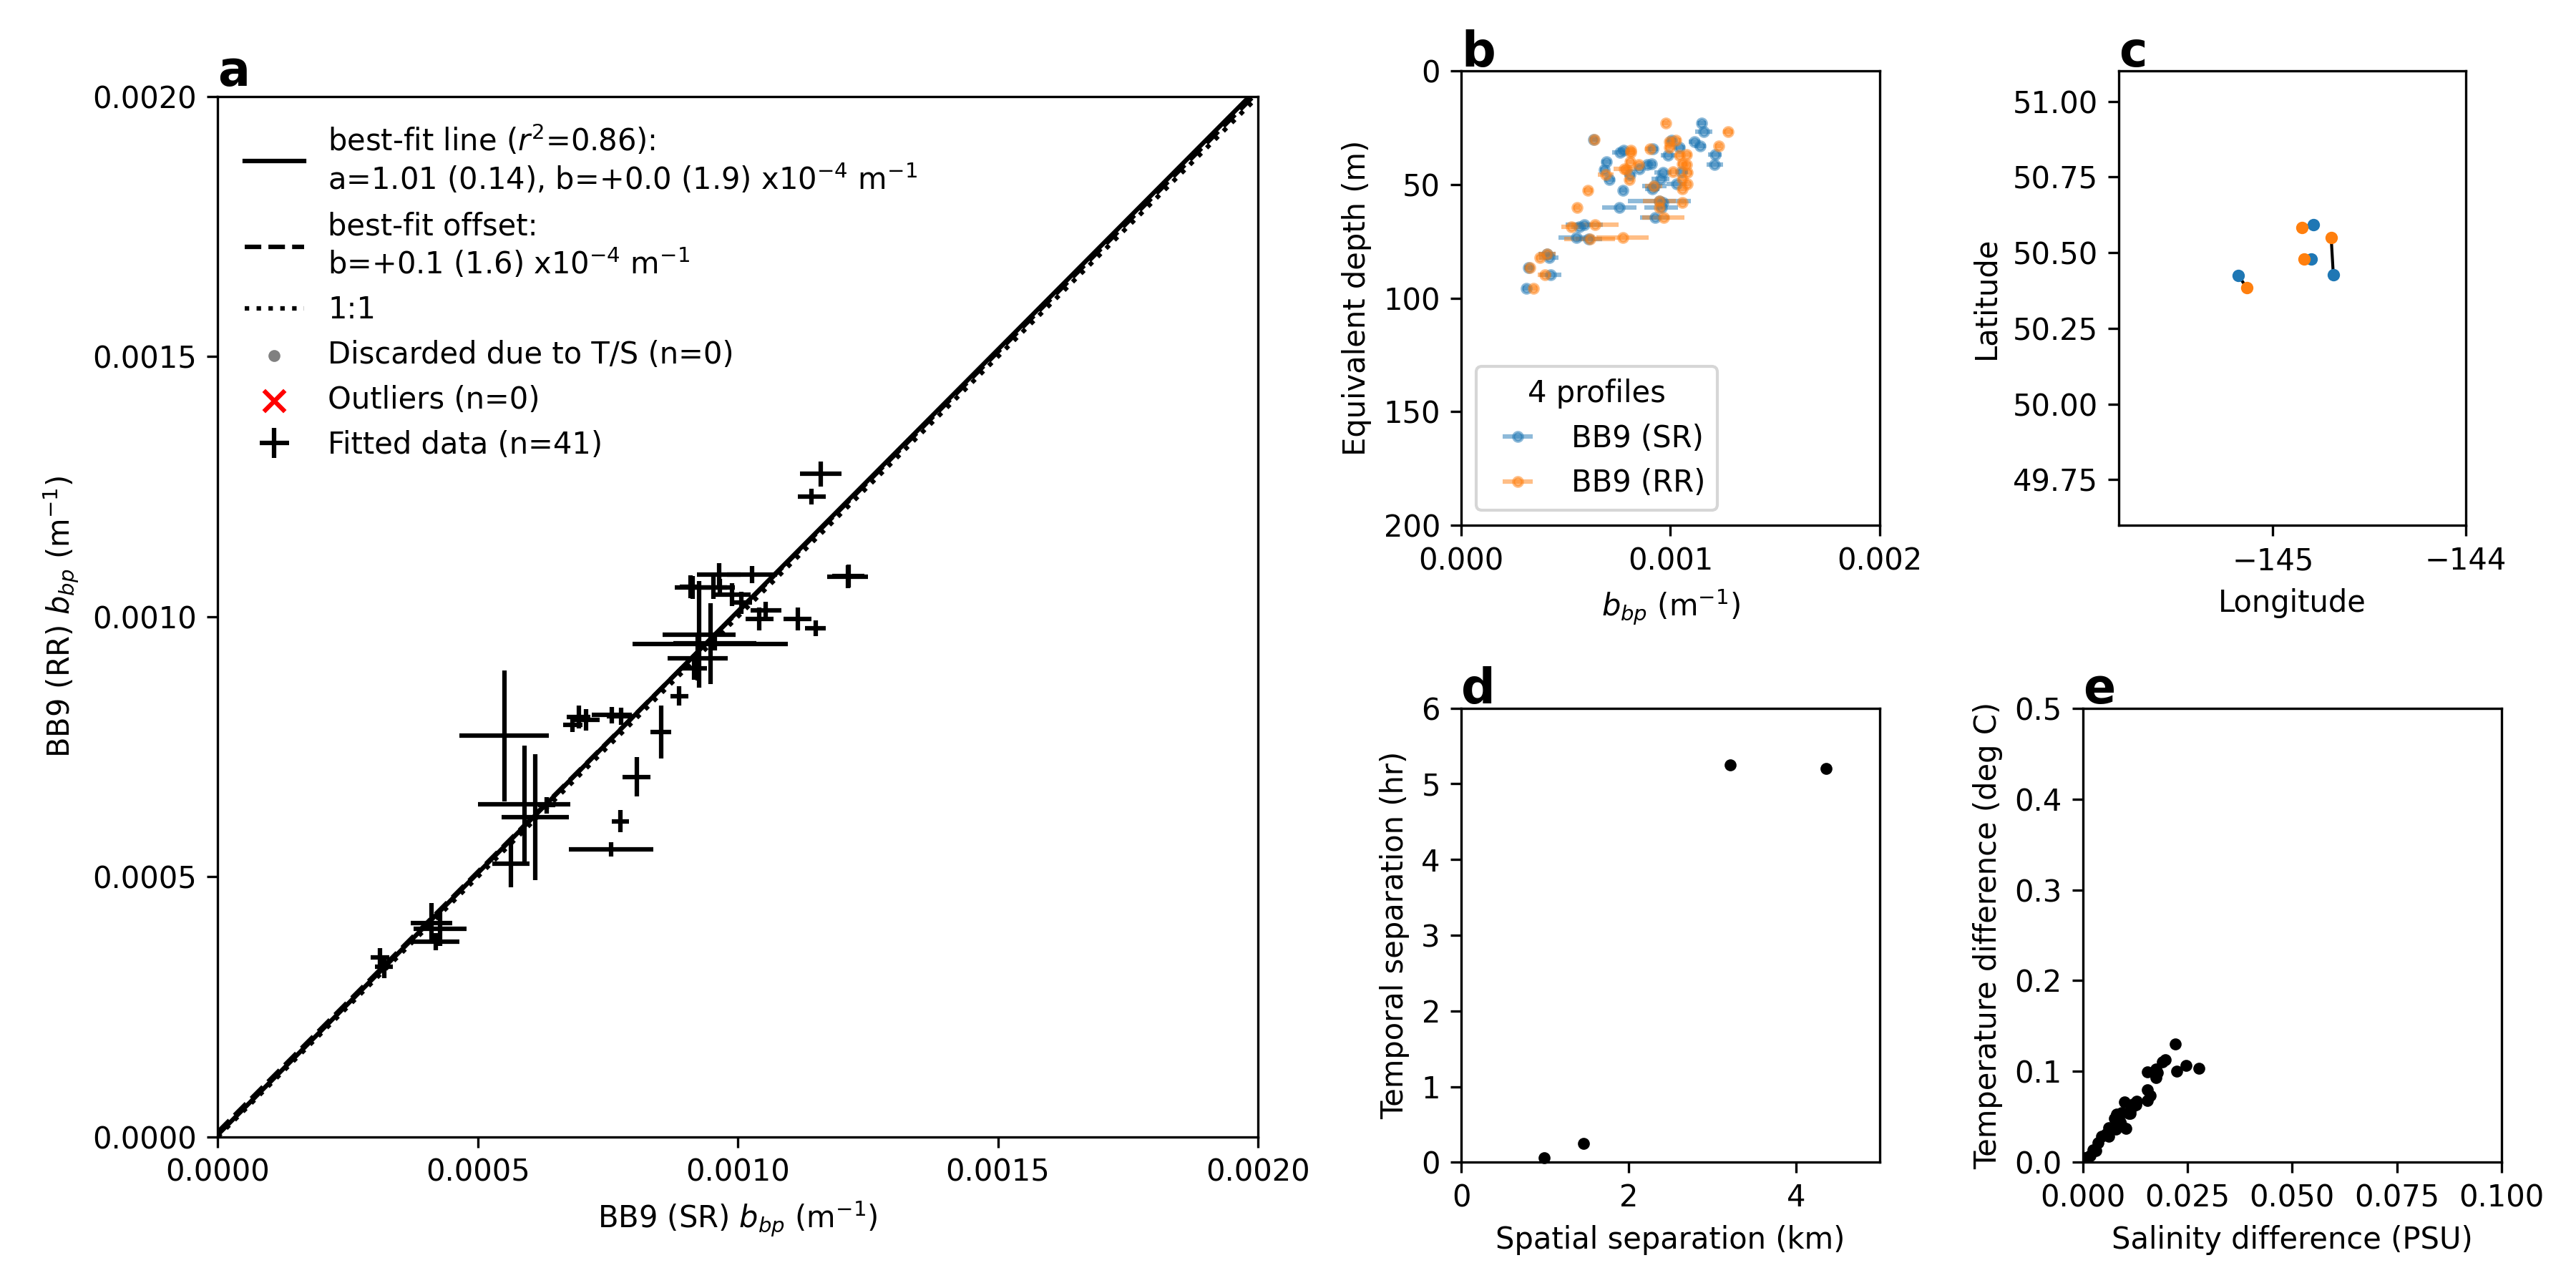 a
0.0020
0.0015
0.0010
0.0005
0.0000
BB9 (RR) b_bp (m⁻¹)
best-fit line (r²=0.86):
a=1.01 (0.14), b=+0.0 (1.9) x10⁻⁴ m⁻¹
best-fit offset:
b=+0.1 (1.6) x10⁻⁴ m⁻¹
1:1
Discarded due to T/S (n=0)
Outliers (n=0)
Fitted data (n=41)
0.0000 0.0005 0.0010 0.0015 0.0020
BB9 (SR) b_bp (m⁻¹)
b
0
50
100
150
200
Equivalent depth (m)
4 profiles
BB9 (SR)
BB9 (RR)
0.000 0.001 0.002
b_bp (m⁻¹)
c
51.00
50.75
50.50
50.25
50.00
49.75
Latitude
−145 −144
Longitude
d
6
5
4
3
2
1
0
Temporal separation (hr)
0 2 4
Spatial separation (km)
e
0.5
0.4
0.3
0.2
0.1
0.0
Temperature difference (deg C)
0.000 0.025 0.050 0.075 0.100
Salinity difference (PSU)